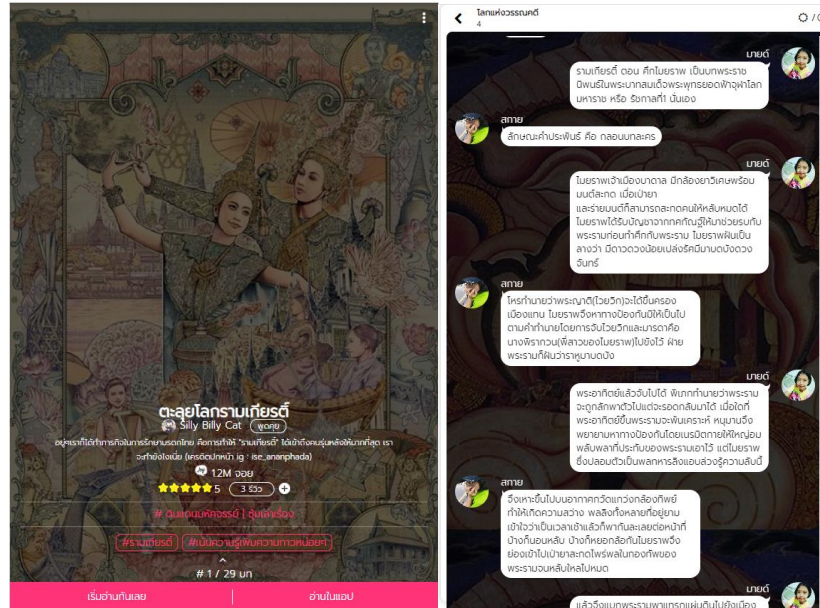 ตะลุยโลกรามเกียรติ์
Silly Billy Cat (พูดคุย)
อยู่ๆเราก็ได้ทำภารกิจในการรักษามรดกไทย คือการทำให้ "รามเกียรติ์" ได้เข้าถึงคนรุ่นหลังให้มากที่สุด เรา
จะทำยังไงเนี่ย (เครดิตปกหน้า ig : ise_ananphada)
12M จอย
5 3 รีวิว
# ดินแดนมหัศจรรย์ | ซุ้มเล่าเรื่อง
#รามเกียรติ์ #เน้นความรู้เพิ่มความกาวหน่อยๆ
# 1 / 29 บท
เริ่มอ่านกันเลย
อ่านในแอป
โลกแห่งวรรณคดี
4
มายด์
รามเกียรติ์ ตอน ศึกไมยราพ เป็นบทพระราช
นิพนธ์ในพระบาทสมเด็จพระพุทธยอดฟ้าจุฬาโลก
มหาราช หรือ รัชกาลที่1 นั่นเอง
สกาย
ลักษณะคำประพันธ์ คือ กลอนบทละคร
มายด์
ไมยราพเจ้าเมืองบาดาล มีกล้องยาวิเศษพร้อม
มนต์สะกด เมื่อเป่ายา
และร่ายมนต์ก็สามารถสะกดคนให้หลับหมดได้
ไมยราพได้รับบัญชาจากทศกัณฐ์ให้มาช่วยรบกับ
พระรามก่อนทำศึกกับพระราม ไมยราพฝันเป็น
ลางว่า มีดาวดวงน้อยเปล่งรัศมีมาบดบังดวง
จันทร์
สกาย
โหรทำนายว่าพระญาติ(ไวยวิก)จะได้ขึ้นครอง
เมืองแทน ไมยราพจึงหาทางป้องกันมิให้เป็นไป
ตามคำทำนายโดยการจับไวยวิกและมารดาคือ
นางพิรากวน(พี่สาวของไมยราพ)ไปขังไว้ ฝ่าย
พระรามก็ฝันว่าราหูมาบดบัง
มายด์
พระอาทิตย์แล้วจับไปได้ พิเภกทำนายว่าพระราม
จะถูกลักพาตัวไปแต่จะรอดกลับมาได้ เมื่อใดที่
พระอาทิตย์ขึ้นพระรามจะพ้นเคราะห์ หนุมานจึง
พยายามหาทางป้องกันโดยเนรมิตกายให้ใหญ่อม
พลับพลาที่ประทับของพระรามเอาไว้ แต่ไมยราพ
ซึ่งปลอมตัวเป็นพลทหารลิงแอบล่วงรู้ความลับนี้
สกาย
จึงเหาะขึ้นไปบนอากาศกวัดแกว่งกล้องทิพย์
ทำให้เกิดความสว่าง พลลิงทั้งหลายที่อยู่ยาม
เข้าใจว่าเป็นเวลาเช้าแล้วก็พากันละเลยต่อหน้าที่
บ้างก็นอนหลับ บ้างก็หยอกล้อกันไมยราพจึง
ย่องเข้าไปเป่ายาสะกดไพร่พลในกองทัพของ
พระรามจนหลับใหลไปหมด
มายด์
แล้วจึงแบกพระรามพาแทรกแผ่นดินไปยังเมือง